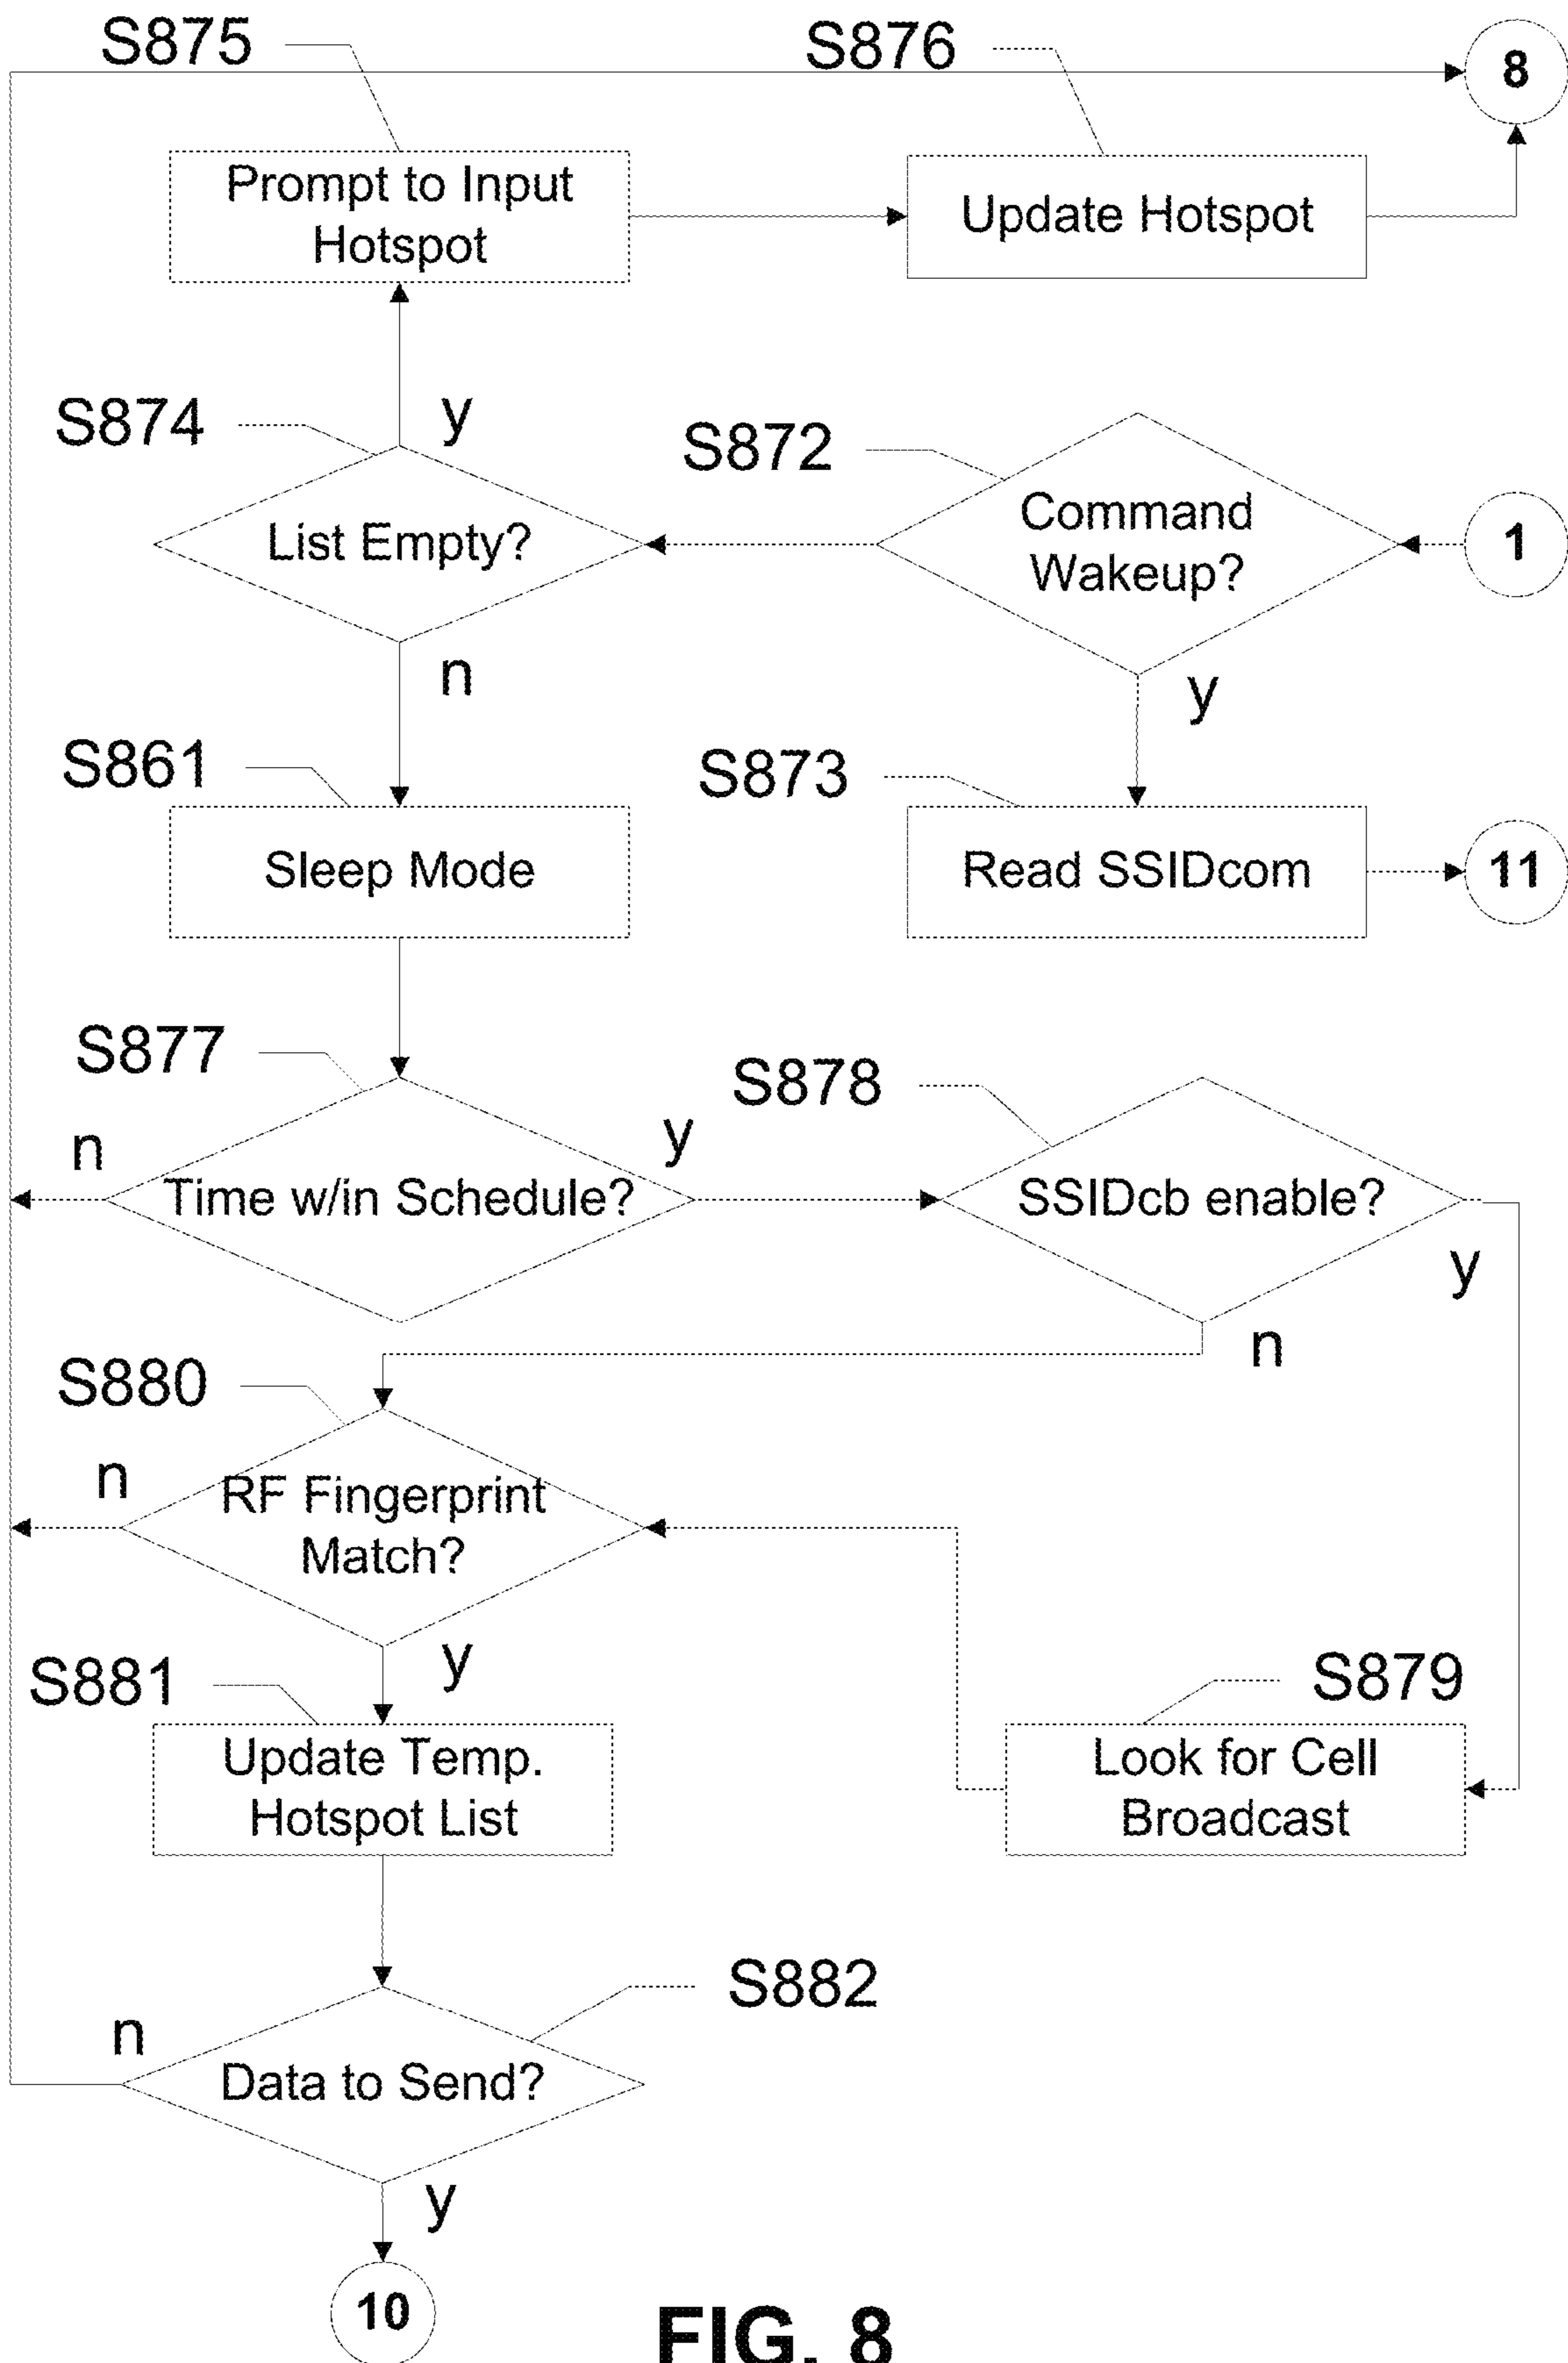 S875
S876
8
Prompt to Input
Hotspot
Update Hotspot
y
S874
S872
List Empty?
Command
Wakeup?
1
n
y
S861
S873
Sleep Mode
Read SSIDcom
11
S877
S878
n
y
Time w/in Schedule?
SSIDcb enable?
y
n
S880
n
RF Fingerprint
Match?
y
S881
S879
Update Temp.
Hotspot List
Look for Cell
Broadcast
S882
n
Data to Send?
y
10
FIG. 8